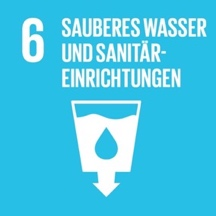 6 SAUBERES WASSER
UND SANITÄR-
EINRICHTUNGEN